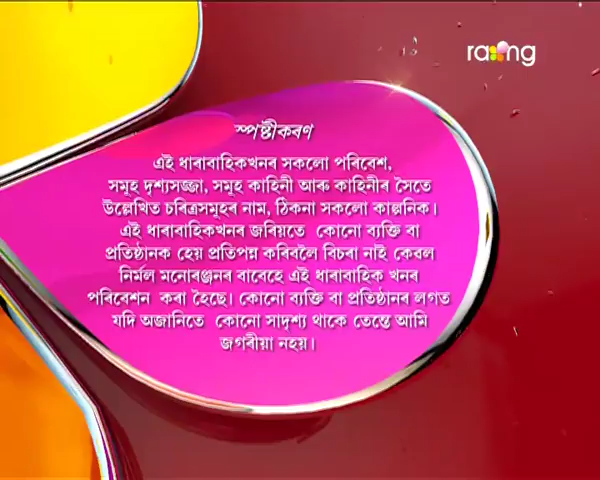 rang
স্পষ্টীকৰণ
এই ধাৰাবাহিকখনৰ সকলো পৰিবেশ,
সমূহ দৃশ্যসজ্জা, সমূহ কাহিনী আৰু কাহিনীৰ সৈতে
উল্লেখিত চৰিত্ৰসমূহৰ নাম, ঠিকনা সকলো কাল্পনিক।
এই ধাৰাবাহিকখনৰ জৰিয়তে কোনো ব্যক্তি বা
প্ৰতিষ্ঠানক হেয় প্ৰতিপন্ন কৰিবলৈ বিচৰা নাই কেবল
নিৰ্মল মনোৰঞ্জনৰ বাবেহে এই ধাৰাবাহিক খনৰ
পৰিবেশন কৰা হৈছে। কোনো ব্যক্তি বা প্ৰতিষ্ঠানৰ লগত
যদি অজানিতে কোনো সাদৃশ্য থাকে তেন্তে আমি
জগৰীয়া নহয়।